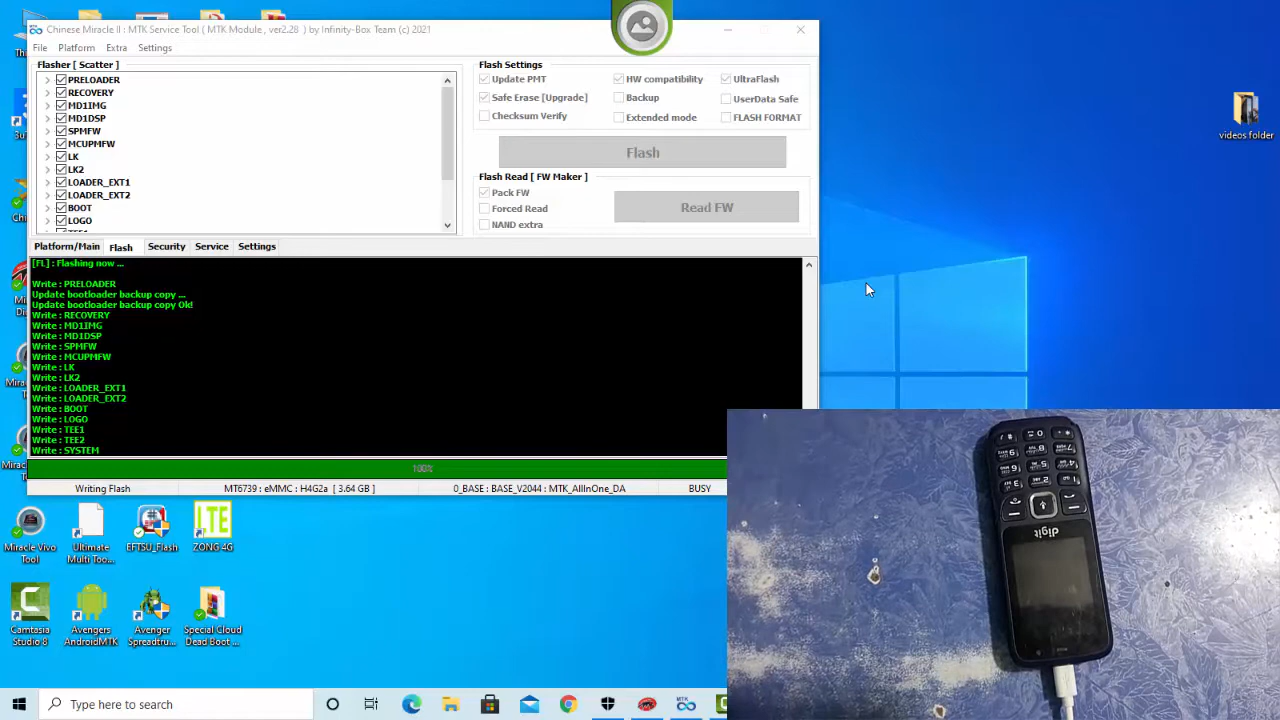 Chinese Miracle II : MTK Service Tool ( MTK Module , ver2.28 ) by Infinity-Box Team (c) 2021
File Platform Extra Settings
Flasher [ Scatter ]
PRELOADER
RECOVERY
MD1IMG
MD1DSP
SPMFW
MCUPMFW
LK
LK2
LOADER_EXT1
LOADER_EXT2
BOOT
LOGO
Flash Settings
Update PMT HW compatibility UltraFlash
Safe Erase [Upgrade] Backup UserData Safe
Checksum Verify Extended mode FLASH FORMAT
Flash
Flash Read [ FW Maker ]
Pack FW
Forced Read
NAND extra
Read FW
Platform/Main Flash Security Service Settings
[FL] : Flashing now ...
Write : PRELOADER
Update bootloader backup copy ...
Update bootloader backup copy Ok!
Write : RECOVERY
Write : MD1IMG
Write : MD1DSP
Write : SPMFW
Write : MCUPMFW
Write : LK
Write : LK2
Write : LOADER_EXT1
Write : LOADER_EXT2
Write : BOOT
Write : LOGO
Write : TEE1
Write : TEE2
Write : SYSTEM
100%
Writing Flash MT6739 : eMMC : H4G2a [ 3.64 GB ] 0_BASE : BASE_V2044 : MTK_AllInOne_DA BUSY
videos folder
Miracle Vivo
Tool
Ultimate
Multi Too...
EFTSU_Flash
LTE
ZONG 4G
Camtasia
Studio 8
Avengers
AndroidMTK
Avenger
Spreadtru...
Special Cloud
Dead Boot ...
Type here to search
MTK
digit